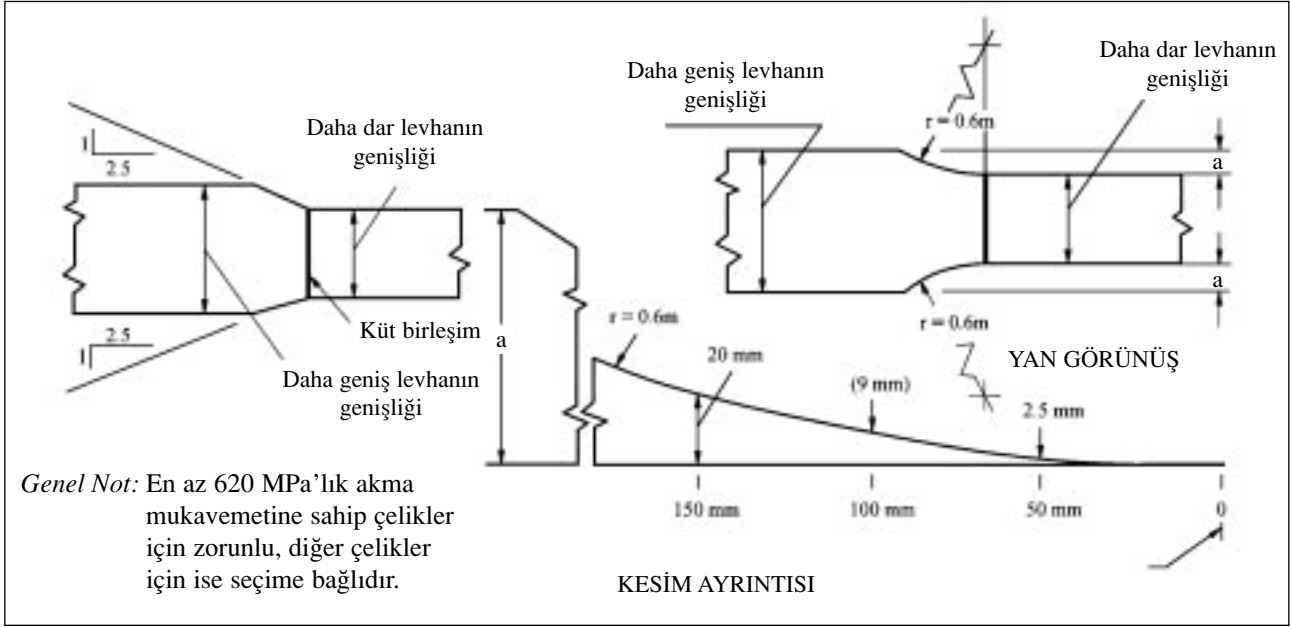 1
2.5
Daha dar levhanın
genişliği
Küt birleşim
1
2.5
Daha geniş levhanın
genişliği
Daha geniş levhanın
genişliği
Daha dar levhanın
genişliği
r = 0.6m
a
a
r = 0.6m
YAN GÖRÜNÜŞ
a
r = 0.6m
20 mm
(9 mm)
2.5 mm
150 mm
100 mm
50 mm
0
KESİM AYRINTISI
Genel Not: En az 620 MPa'lık akma
mukavemetine sahip çelikler
için zorunlu, diğer çelikler
için ise seçime bağlıdır.